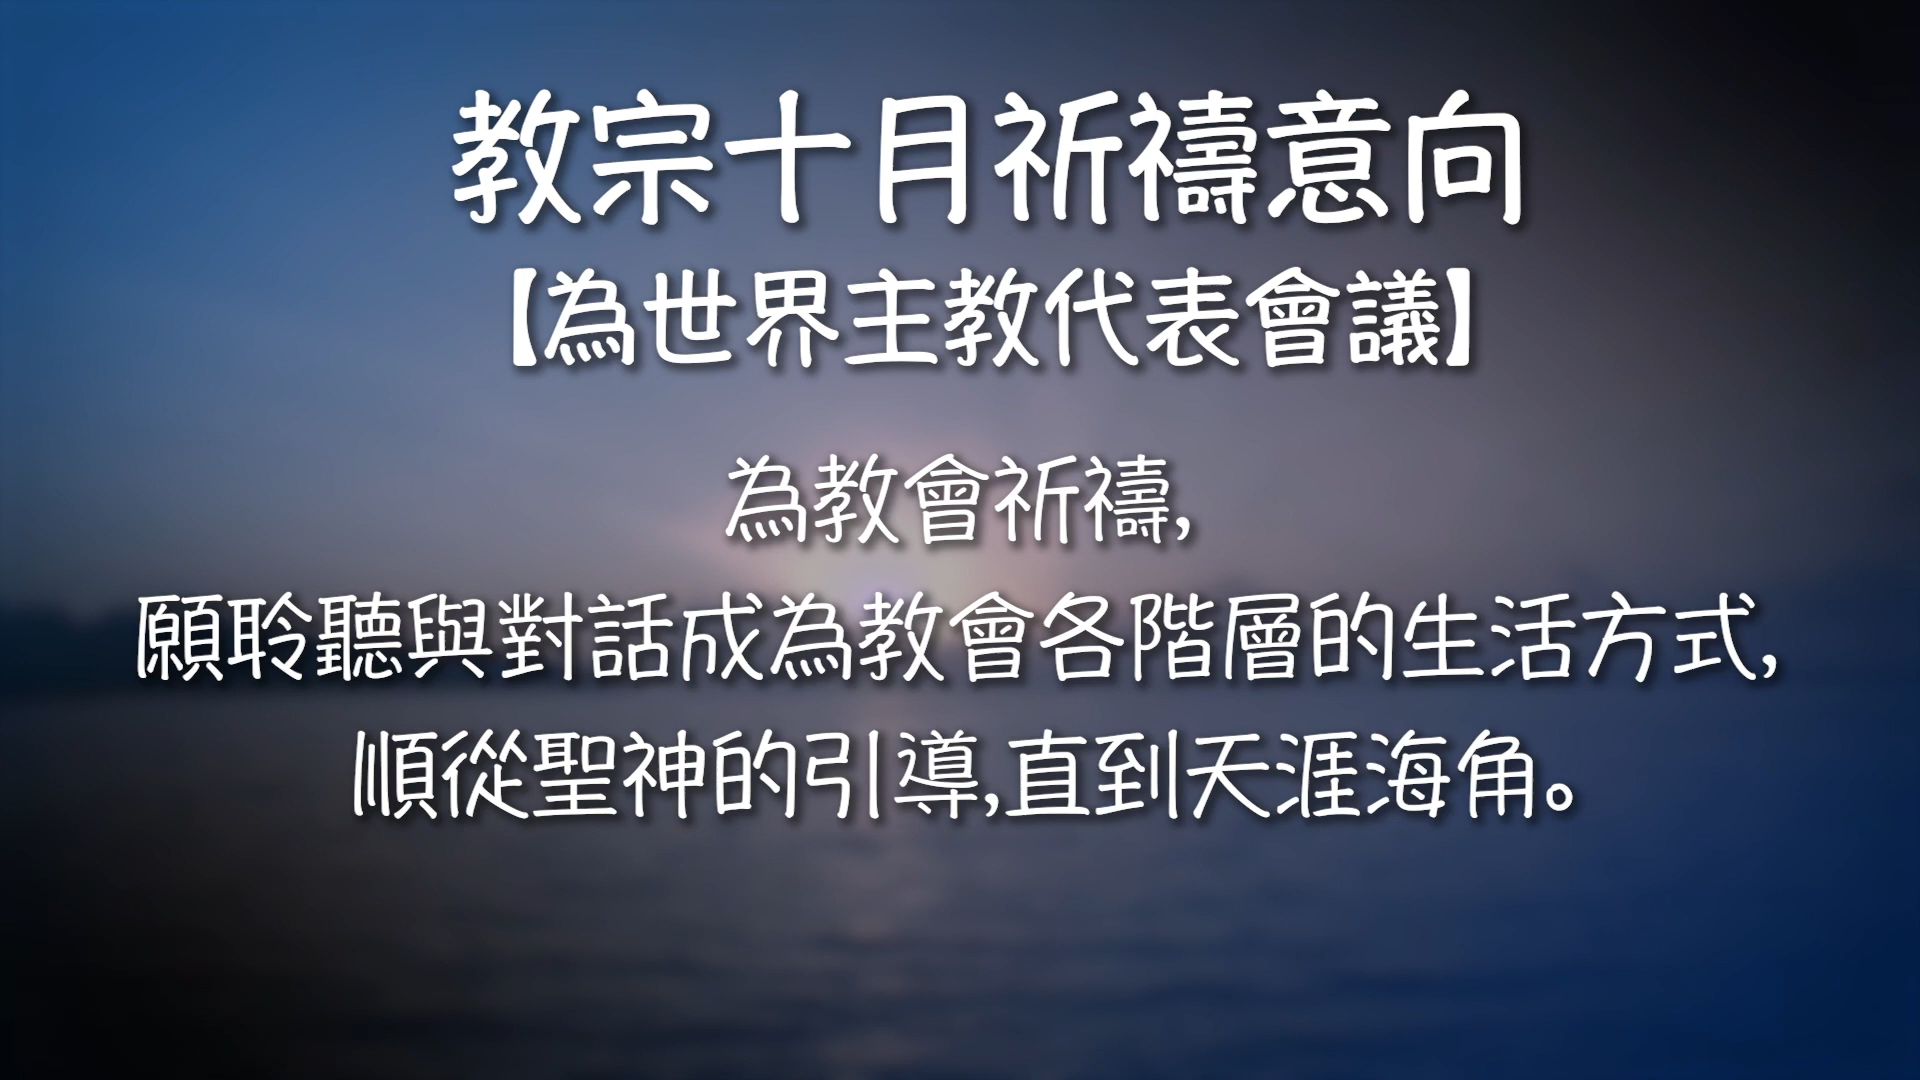 教宗十月祈禱意向
【為世界主教代表會議】
為教會祈禱,
願聆聽與對話成為教會各階層的生活方式,
順從聖神的引導,直到天涯海角。